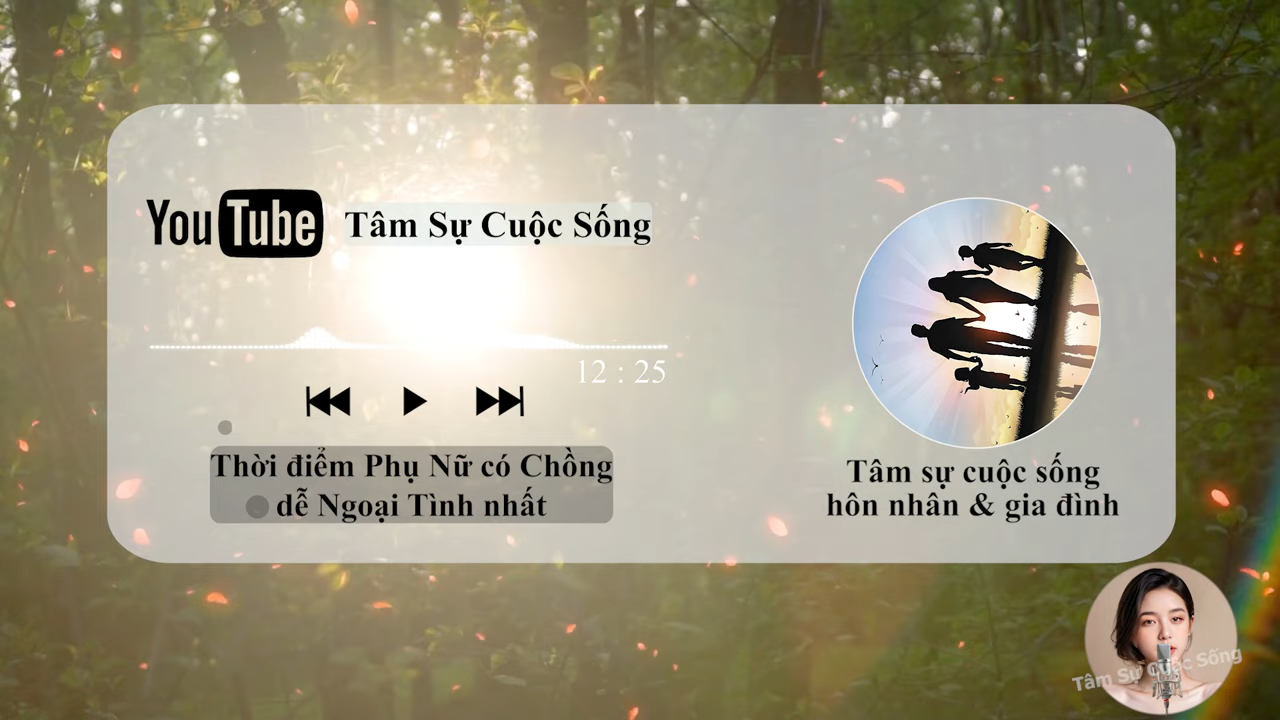 YouTube Tâm Sự Cuộc Sống
12 : 25
Thời điểm Phụ Nữ có Chồng
dễ Ngoại Tình nhất
Tâm sự cuộc sống
hôn nhân & gia đình
Tâm Sự Cuộc Sống